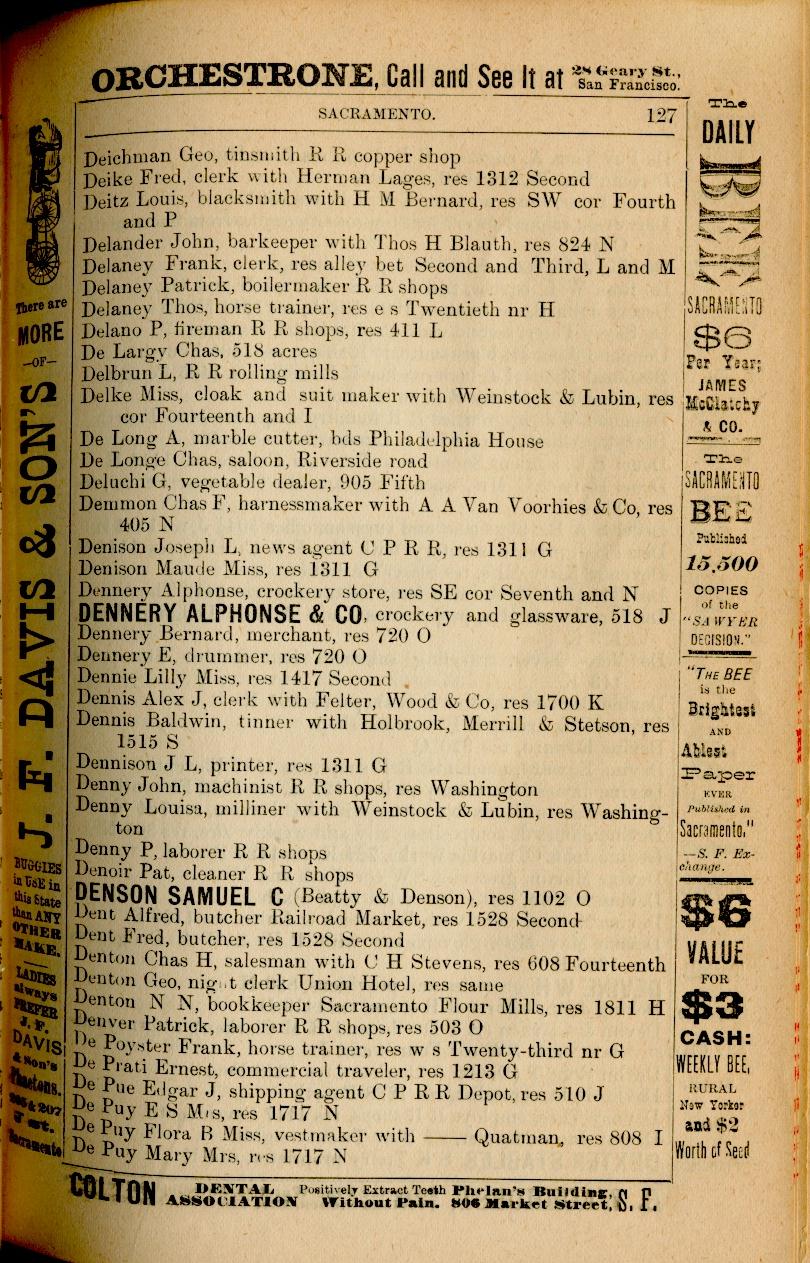 ORCHESTRONE, Call and See It at 28 Geary St., San Francisco.
SACRAMENTO. 127
Deichman Geo, tinsmith R R copper shop
Deike Fred, clerk with Herman Lages, res 1312 Second
Deitz Louis, blacksmith with H M Bernard, res SW cor Fourth
and P
Delander John, barkeeper with Thos H Blauth, res 824 N
Delaney Frank, clerk, res alley bet Second and Third, L and M
Delaney Patrick, boilermaker R R shops
Delaney Thos, horse trainer, res e s Twentieth nr H
Delano P, fireman R R shops, res 411 L
De Largy Chas, 518 acres
Delbrun L, R R rolling mills
Delke Miss, cloak and suit maker with Weinstock & Lubin, res
cor Fourteenth and I
De Long A, marble cutter, bds Philadelphia House
De Longe Chas, saloon, Riverside road
Deluchi G, vegetable dealer, 905 Fifth
Demmon Chas F, harnessmaker with A A Van Voorhies & Co, res
405 N
Denison Joseph L, news agent C P R R, res 1311 G
Denison Maude Miss, res 1311 G
Dennery Alphonse, crockery store, res SE cor Seventh and N
DENNERY ALPHONSE & CO, crockery and glassware, 518 J
Dennery Bernard, merchant, res 720 O
Dennery E, drummer, res 720 O
Dennie Lilly Miss, res 1417 Second
Dennis Alex J, clerk with Felter, Wood & Co, res 1700 K
Dennis Baldwin, tinner with Holbrook, Merrill & Stetson, res
1515 S
Dennison J L, printer, res 1311 G
Denny John, machinist R R shops, res Washington
Denny Louisa, milliner with Weinstock & Lubin, res Washing-
ton
Denny P, laborer R R shops
Denoir Pat, cleaner R R shops
DENSON SAMUEL C (Beatty & Denson), res 1102 O
Dent Alfred, butcher Railroad Market, res 1528 Second
Dent Fred, butcher, res 1528 Second
Denton Chas H, salesman with C H Stevens, res 608 Fourteenth
Denton Geo, night clerk Union Hotel, res same
Denton N N, bookkeeper Sacramento Flour Mills, res 1811 H
Denver Patrick, laborer R R shops, res 503 O
De Poyster Frank, horse trainer, res w s Twenty-third nr G
De Prati Ernest, commercial traveler, res 1213 G
De Pue Edgar J, shipping agent C P R R Depot, res 510 J
De Puy E S Mrs, res 1717 N
De Puy Flora B Miss, vestmaker with —— Quatman, res 808 I
De Puy Mary Mrs, res 1717 N
COLTON DENTAL ASSOCIATION Positively Extract Teeth Without Pain. Phelan's Building, 806 Market Street, S. F.
There are
MORE
—OF—
J. F. DAVIS & SON'S
BUGGIES
in USE in
this State
than ANY
OTHER
MAKE.
LADIES
always
PREFER
J. F.
DAVIS
& Son's
Phaetons.
J st.
Sacramento
The
DAILY
SACRAMENTO
$6
Per Year;
JAMES
McClatchy
& CO.
The
SACRAMENTO
BEE
Published
15,500
COPIES
of the
"SAWYER
DECISION."
"THE BEE
is the
Brightest
AND
Ablest
Paper
EVER
Published in
Sacramento,"
—S. F. Ex-
change.
$6
VALUE
FOR
$3
CASH:
WEEKLY BEE,
RURAL
New Yorker
and $2
Worth of Seed